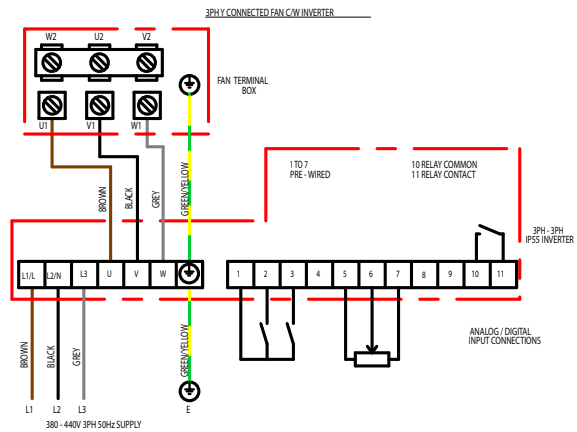 3PH Y CONNECTED FAN C/W INVERTER
W2 U2 V2
FAN TERMINAL
BOX
U1 V1 W1
BROWN
BLACK
GREY
GREEN/YELLOW
1 TO 7
PRE - WIRED
10 RELAY COMMON
11 RELAY CONTACT
3PH - 3PH
IP55 INVERTER
L1/L L2/N L3 U V W
1 2 3 4 5 6 7 8 9 10 11
BROWN
BLACK
GREY
GREEN/YELLOW
ANALOG / DIGITAL
INPUT CONNECTIONS
L1 L2 L3 E
380 - 440V 3PH 50Hz SUPPLY